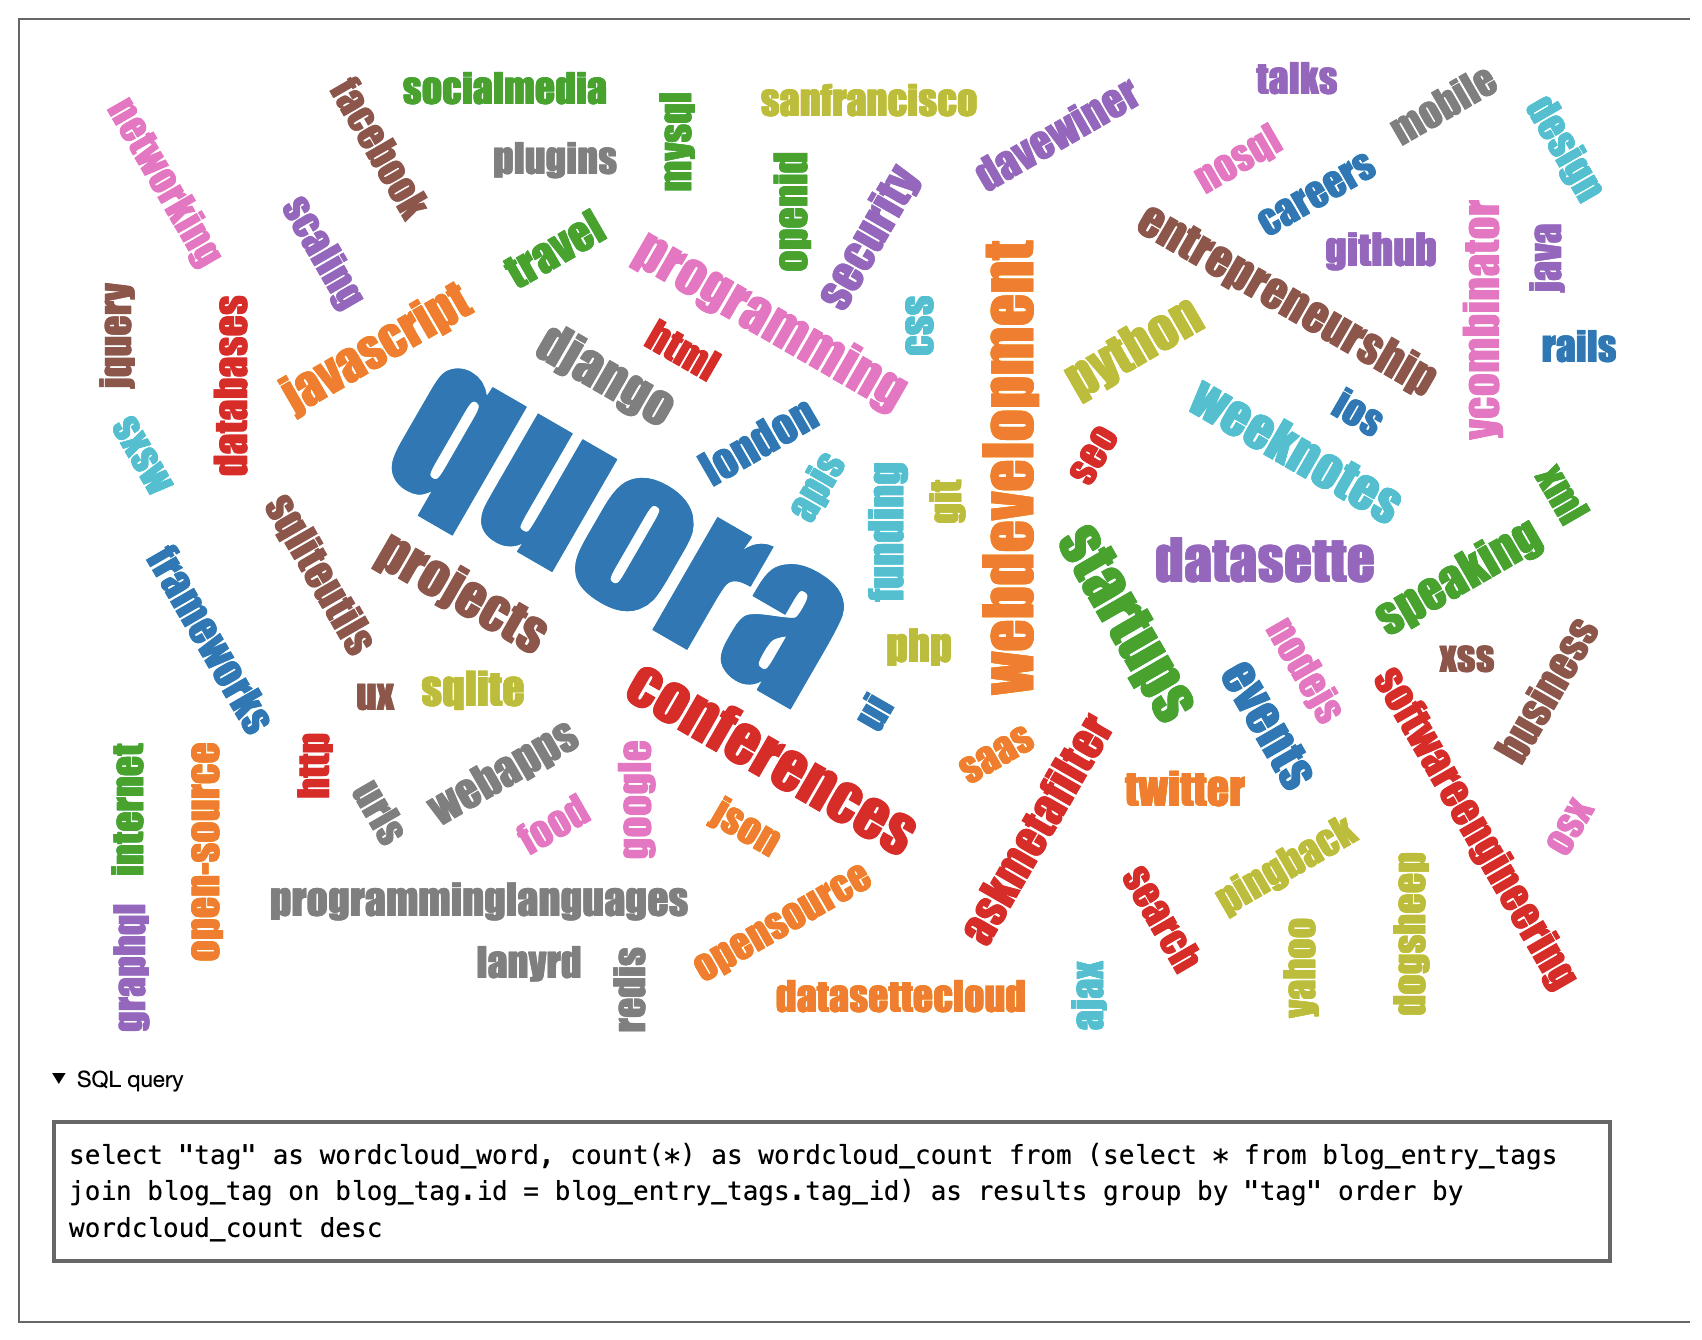 networking
facebook
socialmedia
plugins
mysql
sanfrancisco
openid
security
davewiner
talks
nosql
careers
mobile
design
scaling
travel
programming
css
webdevelopment
entrepreneurship
github
ycombinator
java
jquery
databases
javascript
django
html
london
python
weeknotes
ios
rails
sxsw
quora
apis
funding
git
seo
xml
sqliteutils
projects
startups
datasette
speaking
frameworks
ux
sqlite
conferences
php
ui
nodejs
events
xss
business
softwareengineering
internet
open-source
http
urls
webapps
food
google
json
saas
askmetafilter
twitter
pingback
osx
programminglanguages
opensource
search
yahoo
dogsheep
graphql
lanyrd
redis
datasettecloud
ajax
▼ SQL query
select "tag" as wordcloud_word, count(*) as wordcloud_count from (select * from blog_entry_tags
join blog_tag on blog_tag.id = blog_entry_tags.tag_id) as results group by "tag" order by
wordcloud_count desc